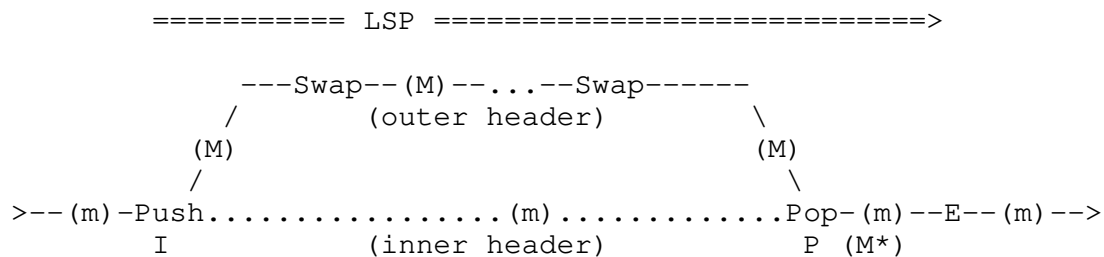 =========== LSP ============================>
---Swap--(M)--...--Swap------
/ (outer header) \
(M) (M)
/ \
>--(m)-Push.................(m).............Pop-(m)--E--(m)-->
I (inner header) P (M*)